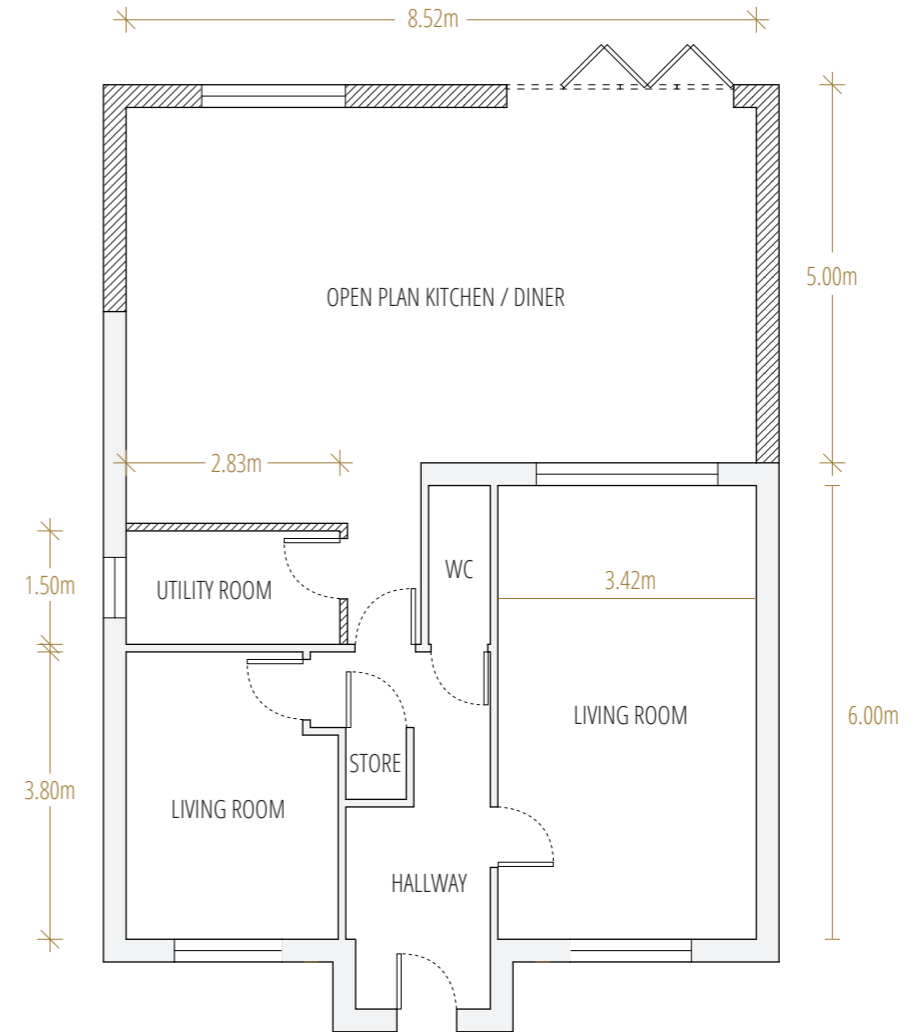 8.52m
OPEN PLAN KITCHEN / DINER
5.00m
2.83m
1.50m
UTILITY ROOM
WC
3.42m
LIVING ROOM
6.00m
STORE
3.80m
LIVING ROOM
HALLWAY